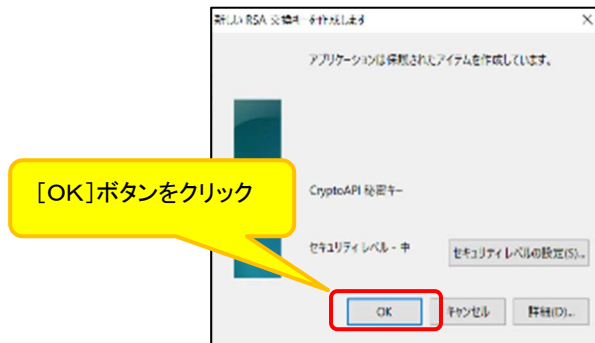 新しい RSA 交換キーを作成します
アプリケーションは保護されたアイテムを作成しています。
[OK]ボタンをクリック
CryptoAPI 秘密キー
セキュリティ レベル - 中
セキュリティ レベルの設定(S)...
OK
キャンセル
詳細(D)...